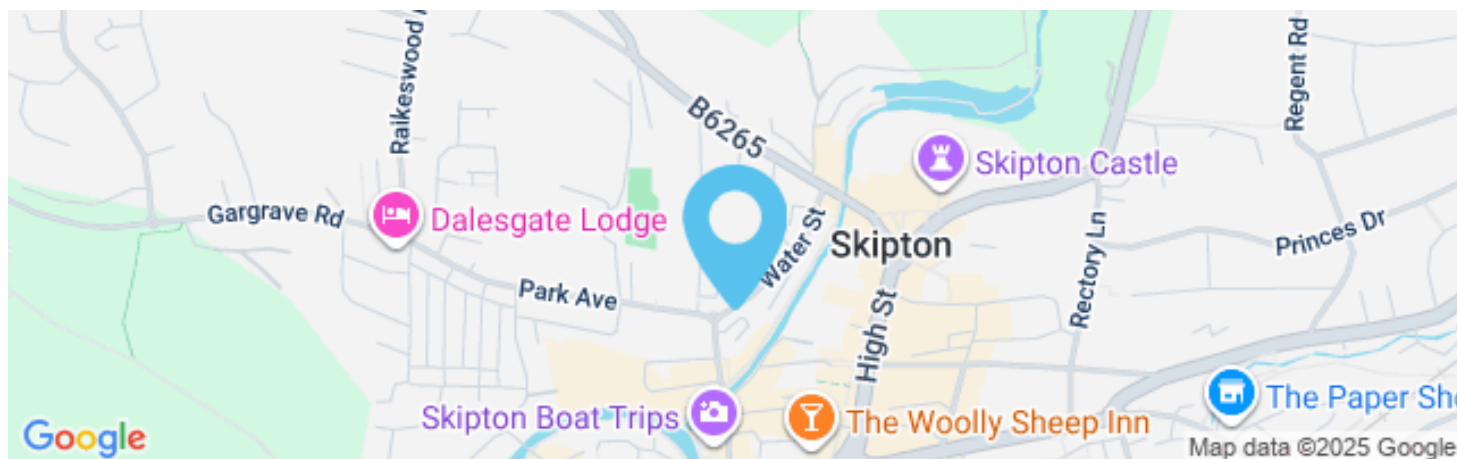 Raikeswood
Regent Rd
B6265
Skipton Castle
Gargrave Rd
Dalesgate Lodge
Water St
Skipton
Rectory Ln
Princes Dr
Park Ave
High St
Skipton Boat Trips
The Woolly Sheep Inn
The Paper She
Google
Map data ©2025 Google